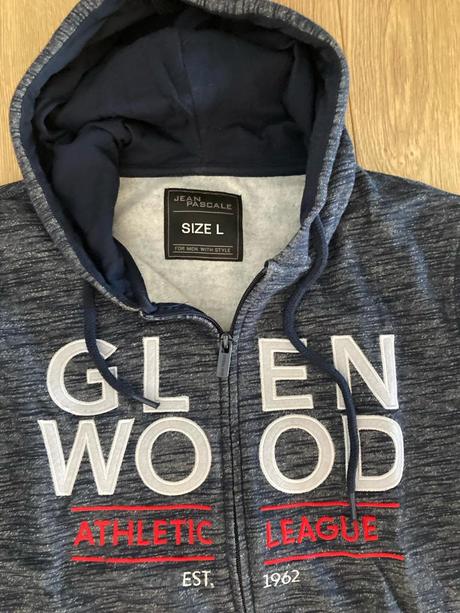 JEAN
PASCALE
SIZE L
FOR MEN WITH STYLE
GLEN
WOOD
ATHLETIC LEAGUE
EST. 1962